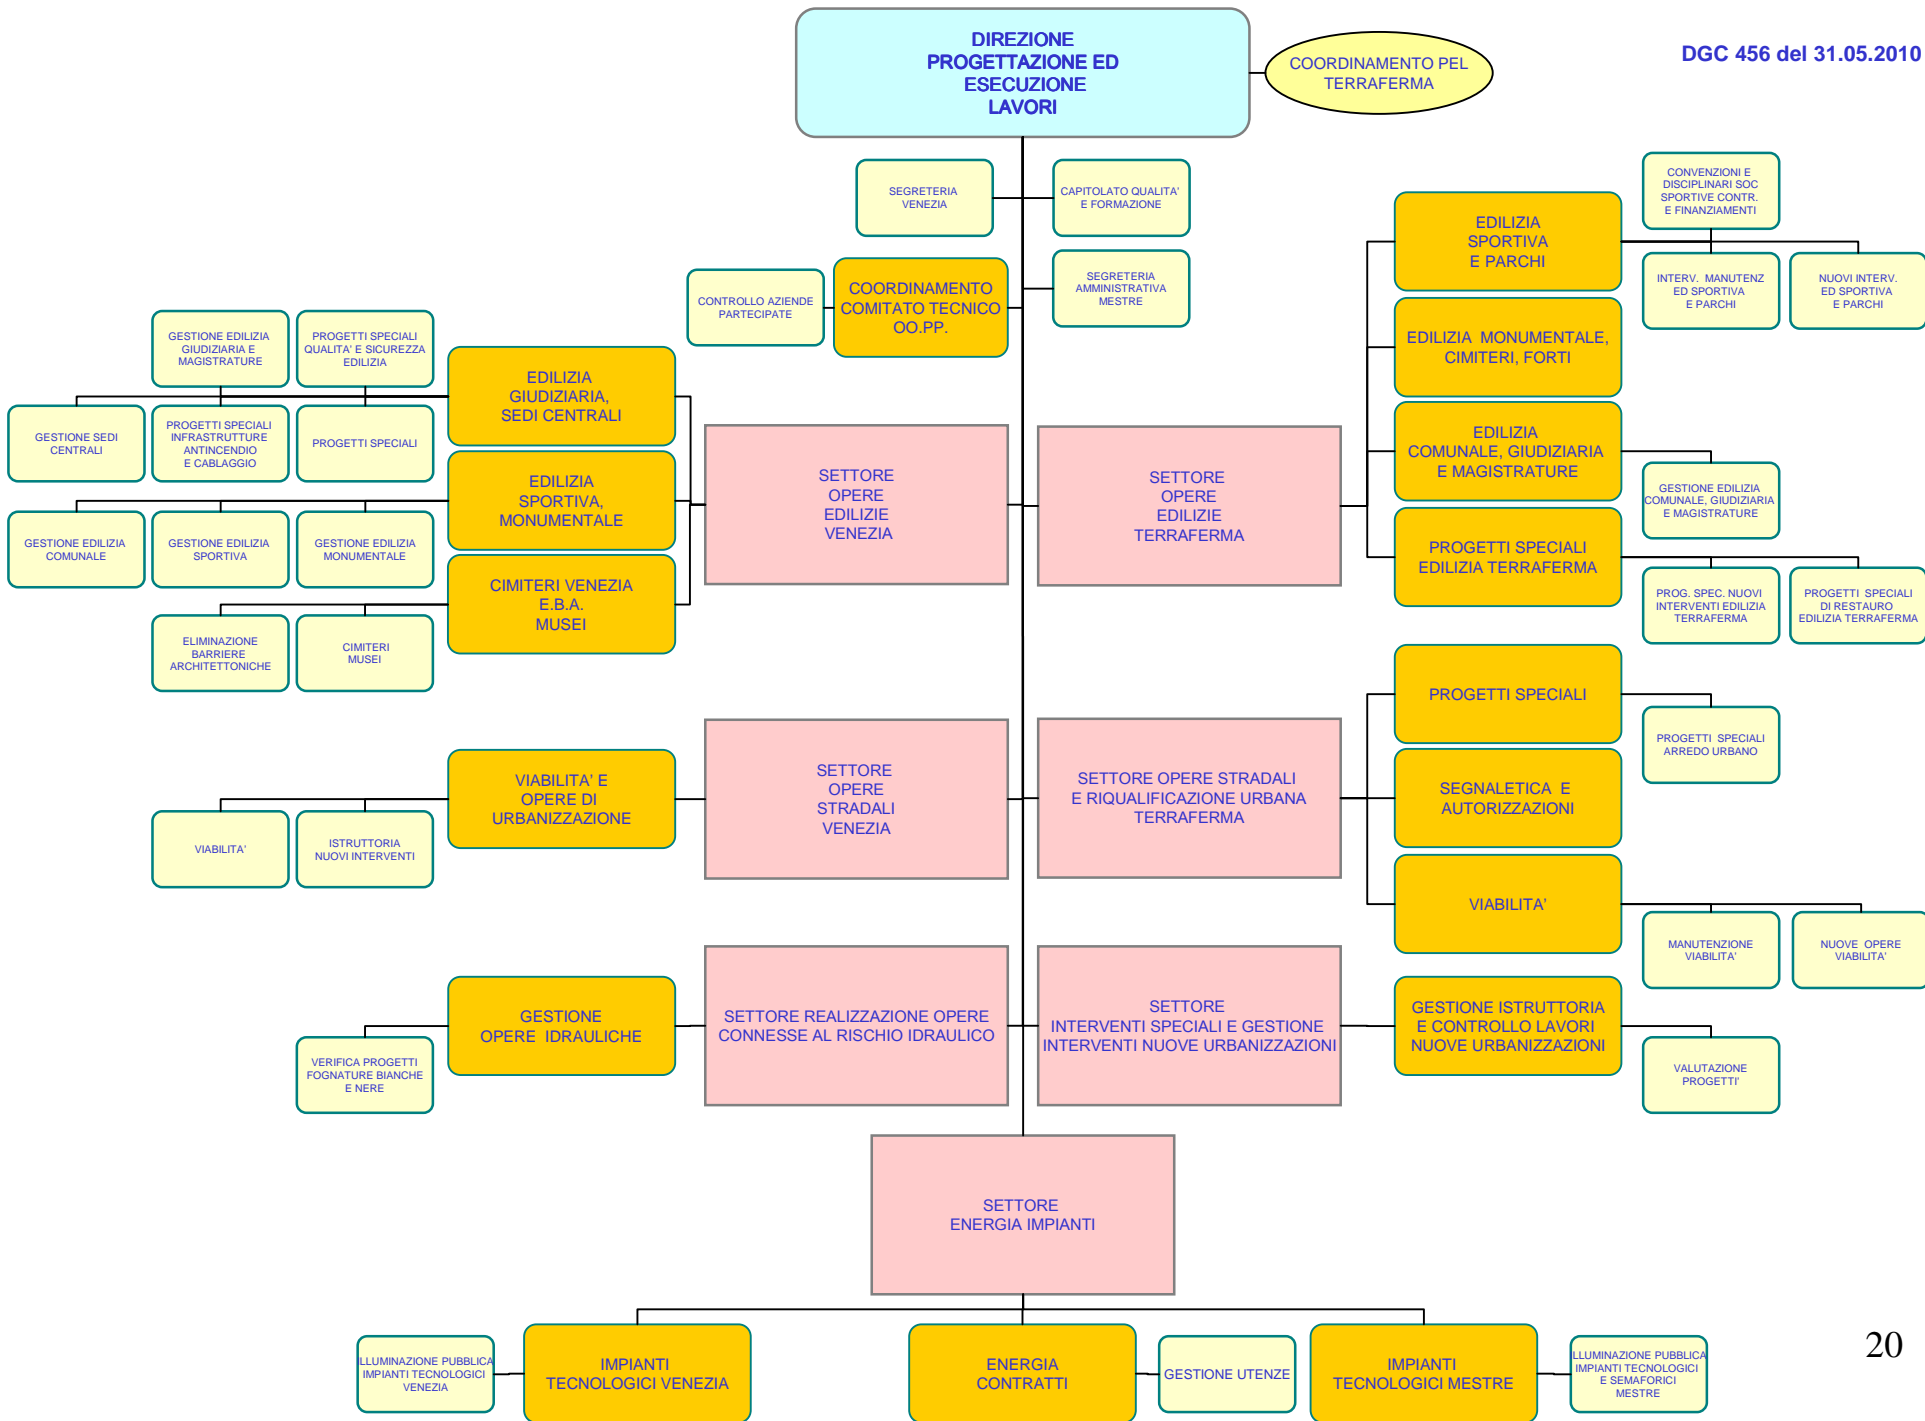 DIREZIONE
PROGETTAZIONE ED
ESECUZIONE
LAVORI
COORDINAMENTO PEL
TERRAFERMA
DGC 456 del 31.05.2010
SEGRETERIA
VENEZIA
CAPITOLATO QUALITA'
E FORMAZIONE
CONTROLLO AZIENDE
PARTECIPATE
COORDINAMENTO
COMITATO TECNICO
OO.PP.
SEGRETERIA
AMMINISTRATIVA
MESTRE
GESTIONE EDILIZIA
GIUDIZIARIA E
MAGISTRATURE
PROGETTI SPECIALI
QUALITA' E SICUREZZA
EDILIZIA
EDILIZIA
GIUDIZIARIA,
SEDI CENTRALI
GESTIONE SEDI
CENTRALI
PROGETTI SPECIALI
INFRASTRUTTURE
ANTINCENDIO
E CABLAGGIO
PROGETTI SPECIALI
EDILIZIA
SPORTIVA,
MONUMENTALE
GESTIONE EDILIZIA
COMUNALE
GESTIONE EDILIZIA
SPORTIVA
GESTIONE EDILIZIA
MONUMENTALE
CIMITERI VENEZIA
E.B.A.
MUSEI
ELIMINAZIONE
BARRIERE
ARCHITETTONICHE
CIMITERI
MUSEI
SETTORE
OPERE
EDILIZIE
VENEZIA
SETTORE
OPERE
EDILIZIE
TERRAFERMA
EDILIZIA
SPORTIVA
E PARCHI
CONVENZIONI E
DISCIPLINARI SOC
SPORTIVE CONTR.
E FINANZIAMENTI
INTERV. MANUTENZ
ED SPORTIVA
E PARCHI
NUOVI INTERV.
ED SPORTIVA
E PARCHI
EDILIZIA MONUMENTALE,
CIMITERI, FORTI
EDILIZIA
COMUNALE, GIUDIZIARIA
E MAGISTRATURE
GESTIONE EDILIZIA
COMUNALE, GIUDIZIARIA
E MAGISTRATURE
PROGETTI SPECIALI
EDILIZIA TERRAFERMA
PROG. SPEC. NUOVI
INTERVENTI EDILIZIA
TERRAFERMA
PROGETTI SPECIALI
DI RESTAURO
EDILIZIA TERRAFERMA
VIABILITA' E
OPERE DI
URBANIZZAZIONE
VIABILITA'
ISTRUTTORIA
NUOVI INTERVENTI
SETTORE
OPERE
STRADALI
VENEZIA
SETTORE OPERE STRADALI
E RIQUALIFICAZIONE URBANA
TERRAFERMA
PROGETTI SPECIALI
PROGETTI SPECIALI
ARREDO URBANO
SEGNALETICA E
AUTORIZZAZIONI
VIABILITA'
MANUTENZIONE
VIABILITA'
NUOVE OPERE
VIABILITA'
GESTIONE
OPERE IDRAULICHE
VERIFICA PROGETTI
FOGNATURE BIANCHE
E NERE
SETTORE REALIZZAZIONE OPERE
CONNESSE AL RISCHIO IDRAULICO
SETTORE
INTERVENTI SPECIALI E GESTIONE
INTERVENTI NUOVE URBANIZZAZIONI
GESTIONE ISTRUTTORIA
E CONTROLLO LAVORI
NUOVE URBANIZZAZIONI
VALUTAZIONE
PROGETTI'
SETTORE
ENERGIA IMPIANTI
ILLUMINAZIONE PUBBLICA
IMPIANTI TECNOLOGICI
VENEZIA
IMPIANTI
TECNOLOGICI VENEZIA
ENERGIA
CONTRATTI
GESTIONE UTENZE
IMPIANTI
TECNOLOGICI MESTRE
ILLUMINAZIONE PUBBLICA
IMPIANTI TECNOLOGICI
E SEMAFORICI
MESTRE
20